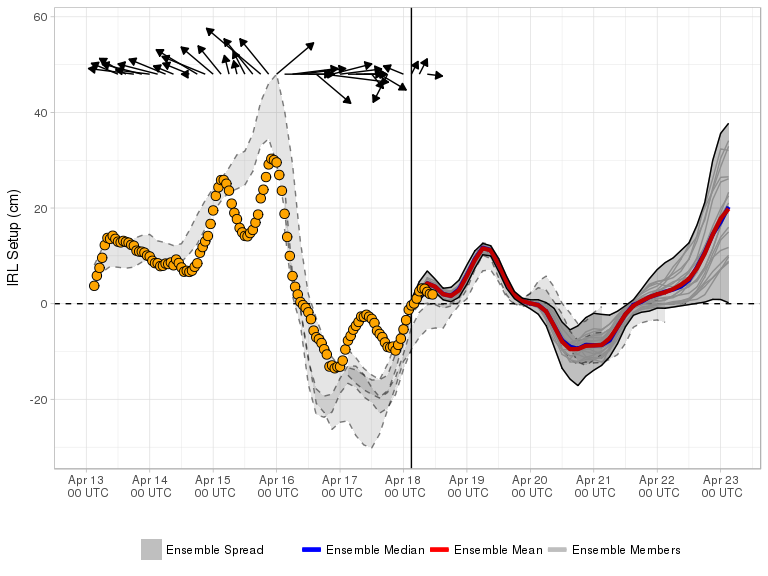 60
40
20
0
-20
IRL Setup (cm)
Apr 13 Apr 14 Apr 15 Apr 16 Apr 17 Apr 18 Apr 19 Apr 20 Apr 21 Apr 22 Apr 23
00 UTC 00 UTC 00 UTC 00 UTC 00 UTC 00 UTC 00 UTC 00 UTC 00 UTC 00 UTC 00 UTC
Ensemble Spread Ensemble Median Ensemble Mean Ensemble Members